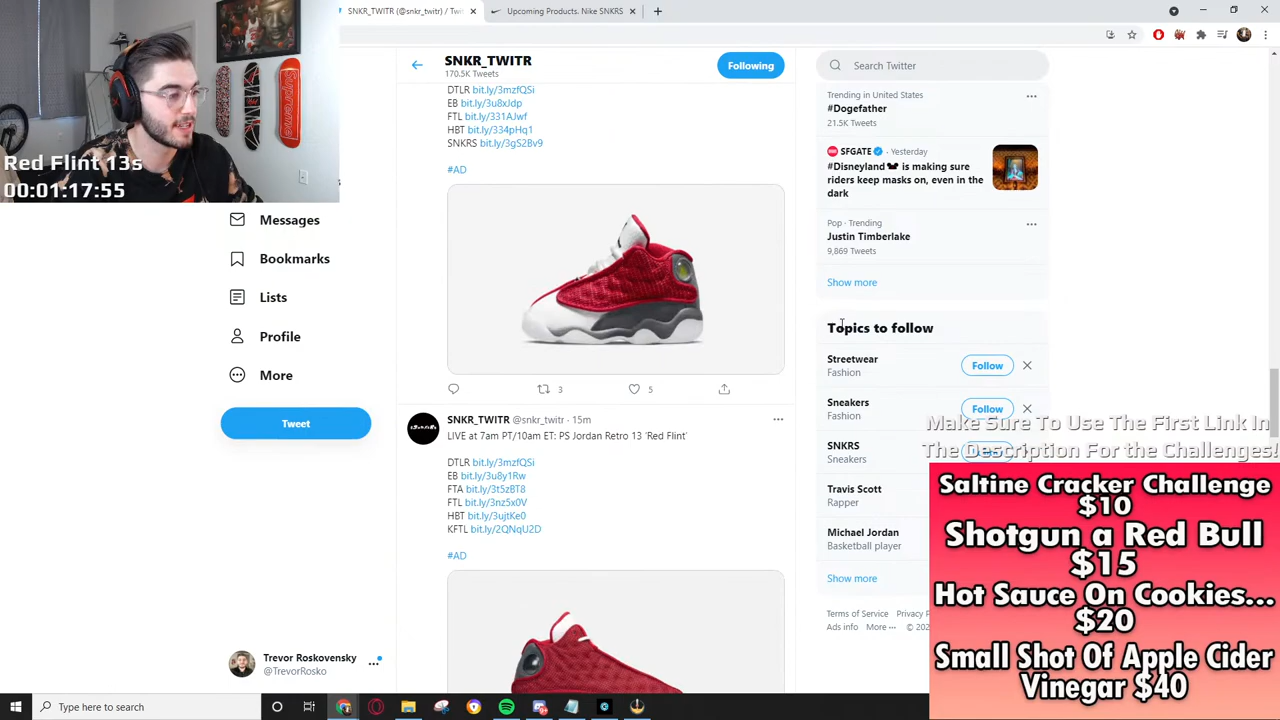 SNKR_TWITR (@snkr_twitr) / Twi
Upcoming Products. Nike SNKRS
SNKR_TWITR
170.5K Tweets
Following
Search Twitter
DTLR bit.ly/3mzfQSi
EB bit.ly/3u8xJdp
FTL bit.ly/331AJwf
HBT bit.ly/334pHq1
SNKRS bit.ly/3gS2Bv9
#AD
Red Flint 13s
00:01:17:55
Messages
Bookmarks
Lists
Profile
More
Tweet
3
5
SNKR_TWITR @snkr_twitr · 15m
LIVE at 7am PT/10am ET: PS Jordan Retro 13 'Red Flint'
DTLR bit.ly/3mzfQSi
EB bit.ly/3u8y1Rw
FTA bit.ly/3t5zBT8
FTL bit.ly/3nz5x0V
HBT bit.ly/3ujtKe0
KFTL bit.ly/2QNqU2D
#AD
Trending in United States
#Dogefather
21.5K Tweets
SFGATE · Yesterday
#Disneyland is making sure
riders keep masks on, even in the
dark
Pop · Trending
Justin Timberlake
9,869 Tweets
Show more
Topics to follow
Streetwear
Fashion
Follow
Sneakers
Fashion
Follow
SNKRS
Sneakers
Travis Scott
Rapper
Michael Jordan
Basketball player
Show more
Terms of Service Privacy P
Ads info More ··· © 202
Make Sure To Use The First Link In
The Description For the Challenges!
Saltine Cracker Challenge
$10
Shotgun a Red Bull
$15
Hot Sauce On Cookies...
$20
Small Shot Of Apple Cider
Vinegar $40
Supreme
Trevor Roskovensky
@TrevorRosko
Type here to search